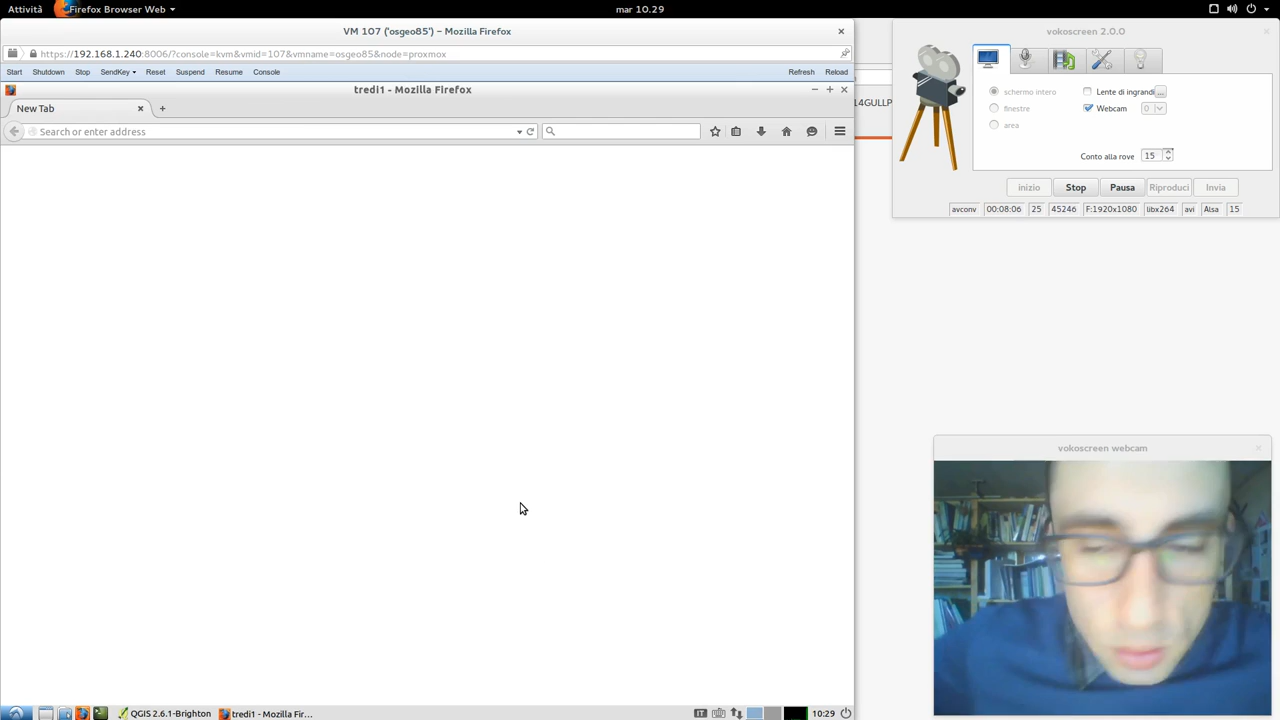 Attività
Firefox Browser Web
mar 10.29
VM 107 ('osgeo85') – Mozilla Firefox
https://192.168.1.240:8006/?console=kvm&vmid=107&vmname=osgeo85&node=proxmox
Start Shutdown Stop SendKey Reset Suspend Resume Console Refresh Reload
tredi1 - Mozilla Firefox
New Tab
Search or enter address
QGIS 2.6.1-Brighton
tredi1 - Mozilla Fir...
IT
10:29
14GULLP
vokoscreen 2.0.0
schermo intero
finestre
area
Lente di ingrandi
...
Webcam
0
Conto alla rove
15
inizio Stop Pausa Riproduci Invia
avconv 00:08:06 25 45246 F:1920x1080 libx264 avi Alsa 15
vokoscreen webcam